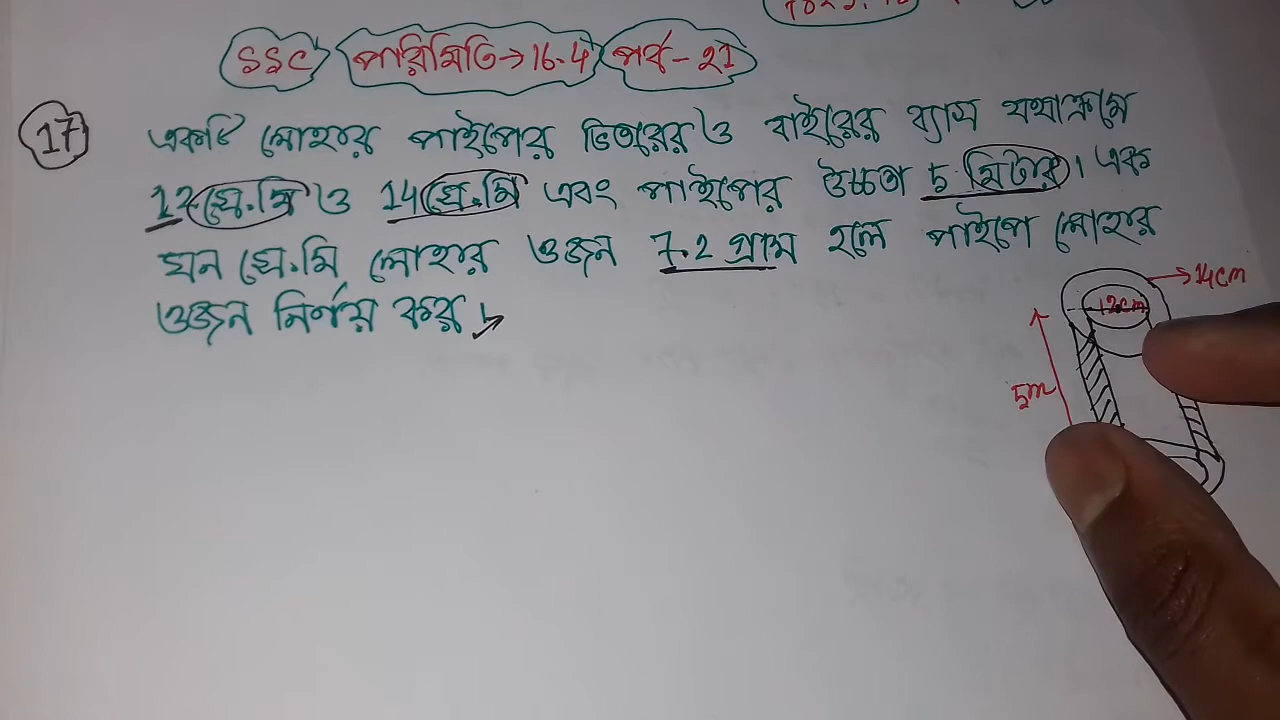 SSC পরিমিতি→16.4 পর্ব-21
17 একটি লোহার পাইপের ভিতরের ও বাইরের ব্যাস যথাক্রমে
12 সে.মি ও 14 সে.মি এবং পাইপের উচ্চতা 5 মিটার। এক
ঘন সে.মি লোহার ওজন 7.2 গ্রাম হলে পাইপে লোহার
ওজন নির্ণয় কর।
14cm
12cm
5m